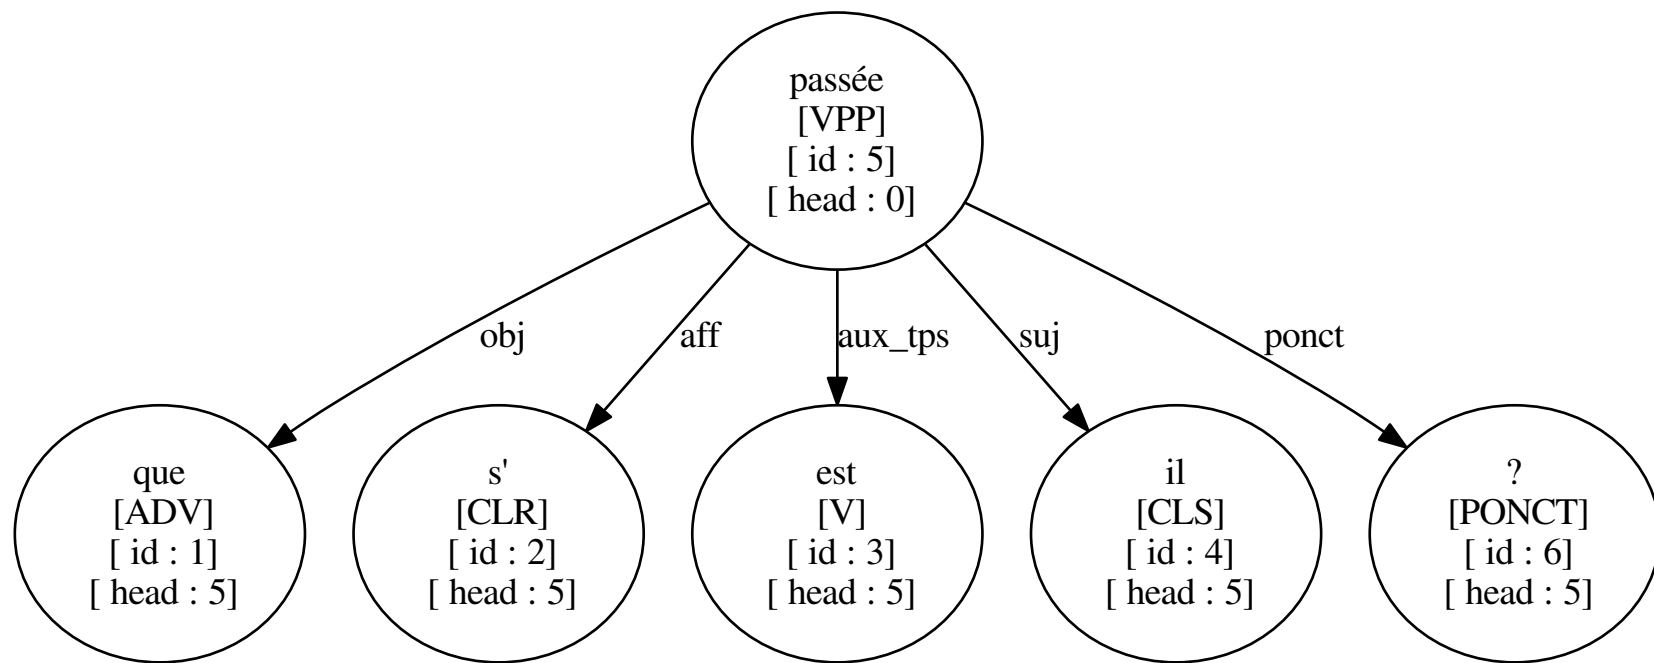 passée
[VPP]
[ id : 5]
[ head : 0]
obj
aff
aux_tps
suj
ponct
que
[ADV]
[ id : 1]
[ head : 5]
s'
[CLR]
[ id : 2]
[ head : 5]
est
[V]
[ id : 3]
[ head : 5]
il
[CLS]
[ id : 4]
[ head : 5]
?
[PONCT]
[ id : 6]
[ head : 5]